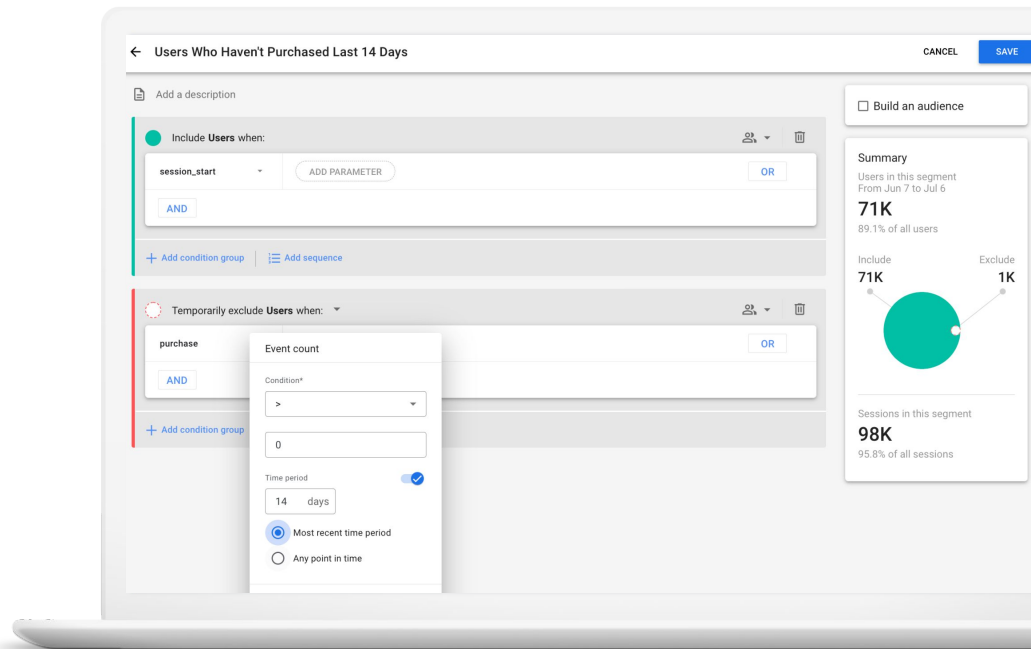 Users Who Haven't Purchased Last 14 Days
CANCEL
SAVE
Add a description
Include Users when:
session_start
ADD PARAMETER
OR
AND
Add condition group
Add sequence
Temporarily exclude Users when:
purchase
OR
AND
Add condition group
Event count
Condition*
>
0
Time period
14 days
Most recent time period
Any point in time
Build an audience
Summary
Users in this segment
From Jun 7 to Jul 6
71K
89.1% of all users
Include Exclude
71K 1K
Sessions in this segment
98K
95.8% of all sessions